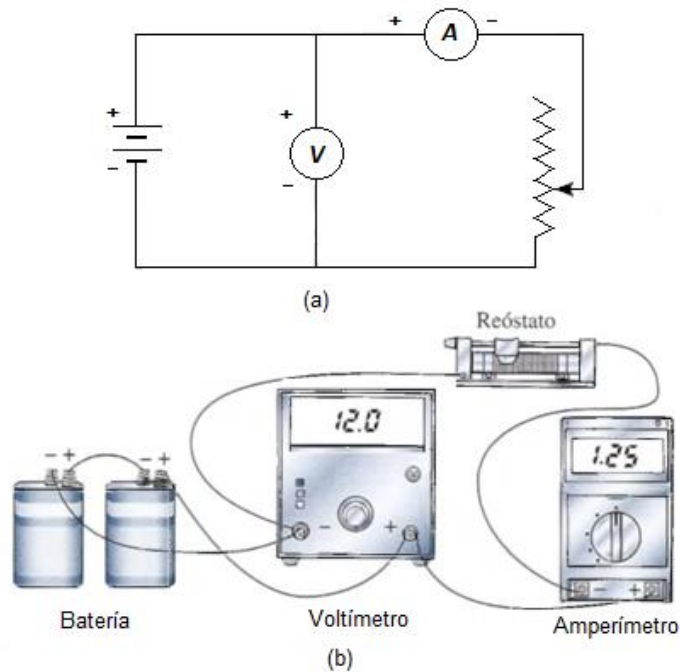 + A −
+ +
V
− −
(a)
Reóstato
12.0
1.25
− + − +
− +
− +
Batería
Voltímetro
Amperímetro
(b)